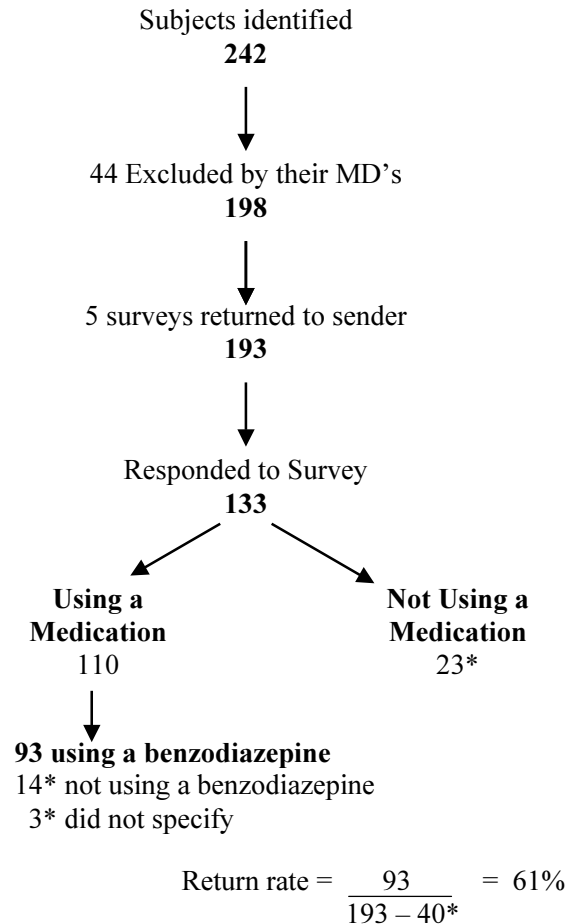 Subjects identified
242
44 Excluded by their MD’s
198
5 surveys returned to sender
193
Responded to Survey
133
Using a
Medication
110
Not Using a
Medication
23*
93 using a benzodiazepine
14* not using a benzodiazepine
3* did not specify
Return rate = 93 = 61%
193 – 40*